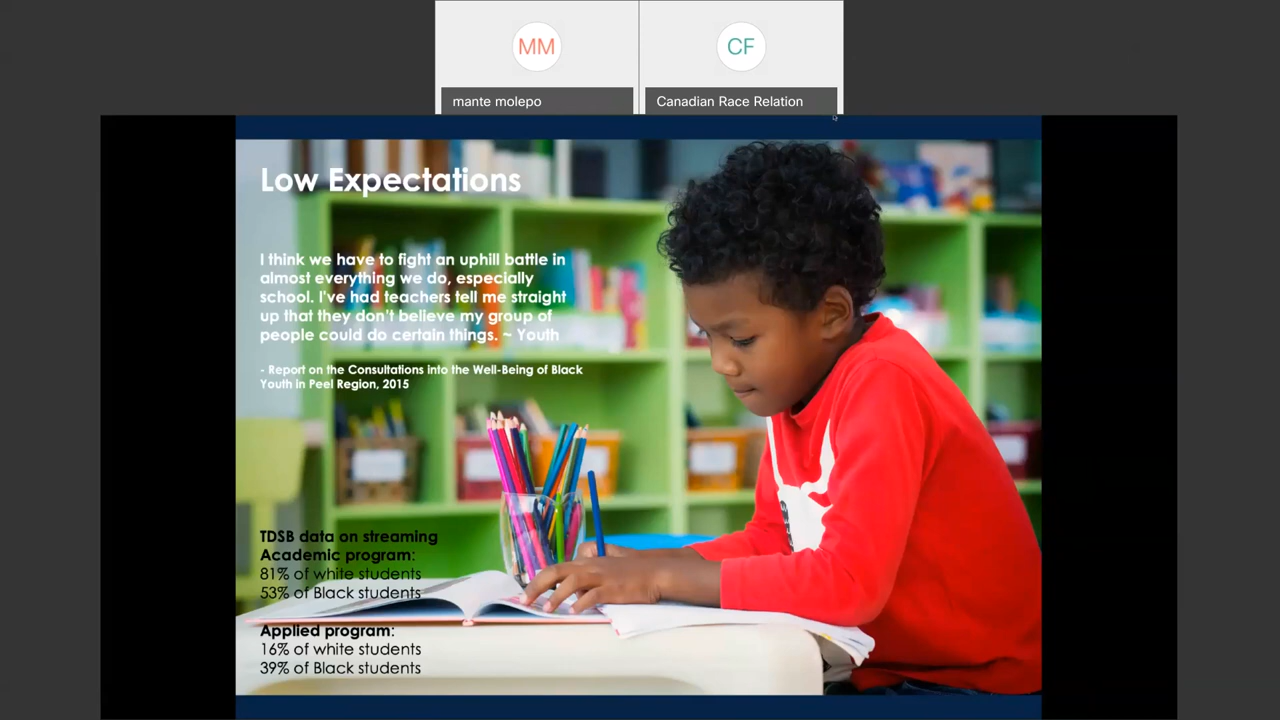 MM
CF
mante molepo
Canadian Race Relation
Low Expectations
I think we have to fight an uphill battle in
almost everything we do, especially
school. I've had teachers tell me straight
up that they don't believe my group of
people could do certain things. ~ Youth
- Report on the Consultations into the Well-Being of Black
Youth in Peel Region, 2015
TDSB data on streaming
Academic program:
81% of white students
53% of Black students
Applied program:
16% of white students
39% of Black students